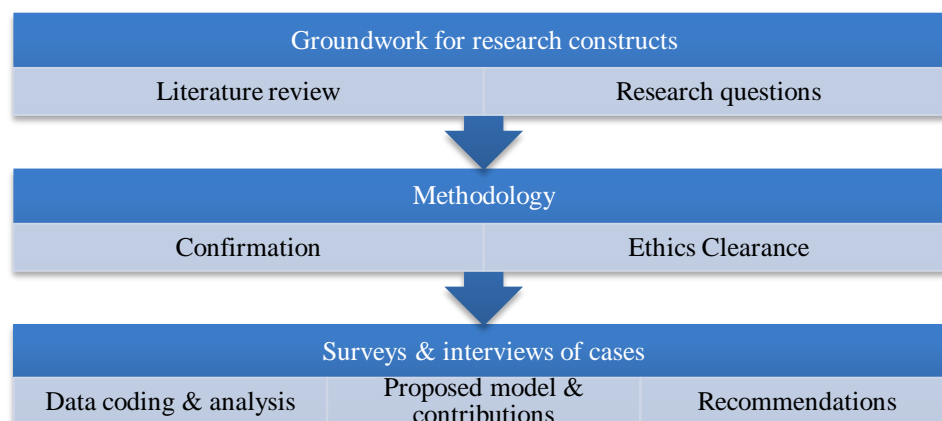 Groundwork for research constructs
Literature review
Research questions
Methodology
Confirmation
Ethics Clearance
Surveys & interviews of cases
Data coding & analysis
Proposed model &
contributions
Recommendations